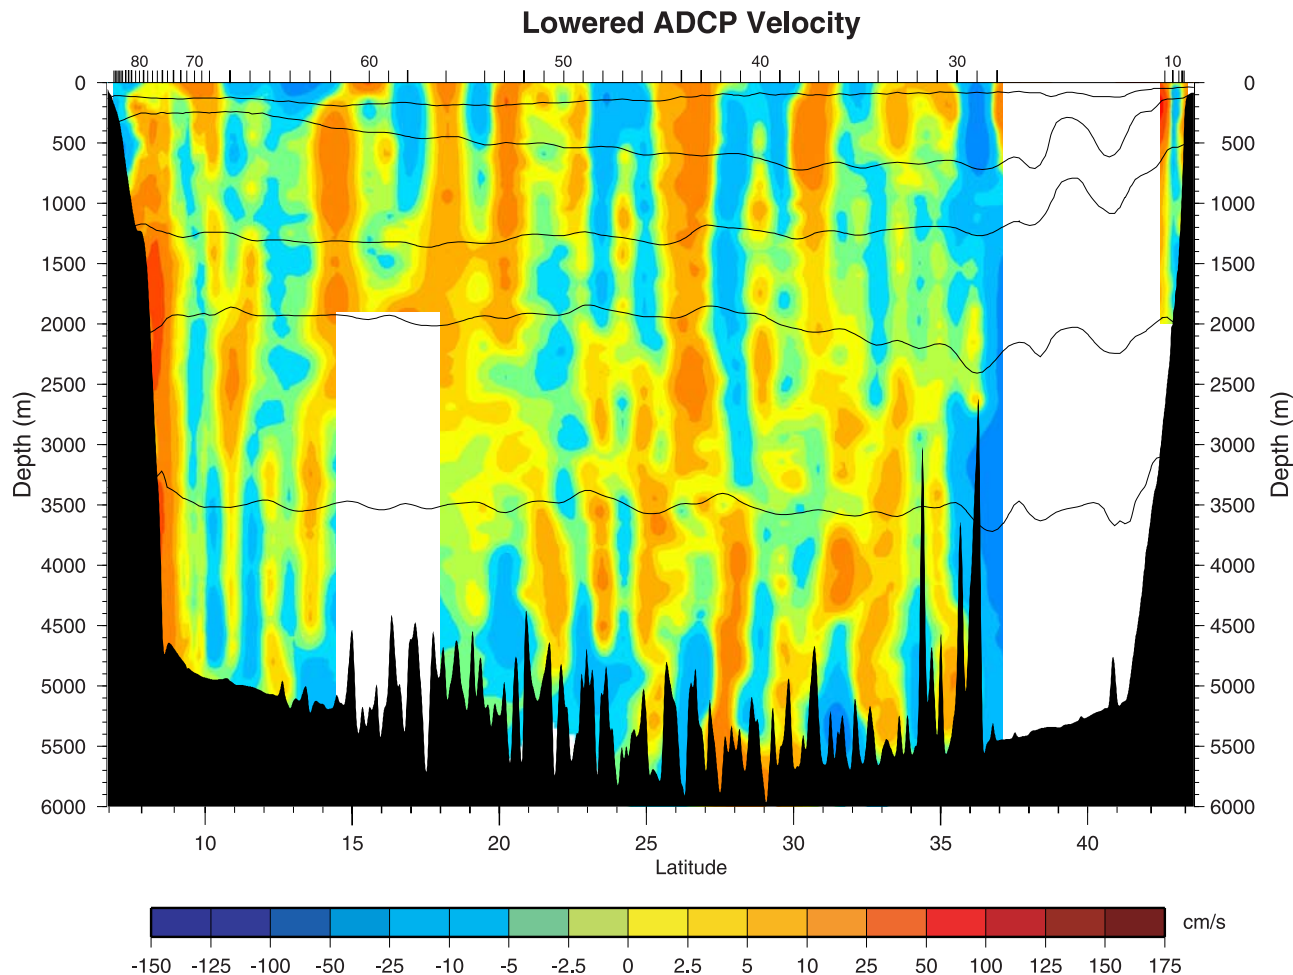 Lowered ADCP Velocity
80 70 60 50 40 30 10
0 0
500 500
1000 1000
1500 1500
2000 2000
2500 2500
3000 3000
3500 3500
4000 4000
4500 4500
5000 5000
5500 5500
6000 6000
Depth (m)
Depth (m)
10 15 20 25 30 35 40
Latitude
cm/s
-150 -125 -100 -50 -25 -10 -5 -2.5 0 2.5 5 10 25 50 100 125 150 175